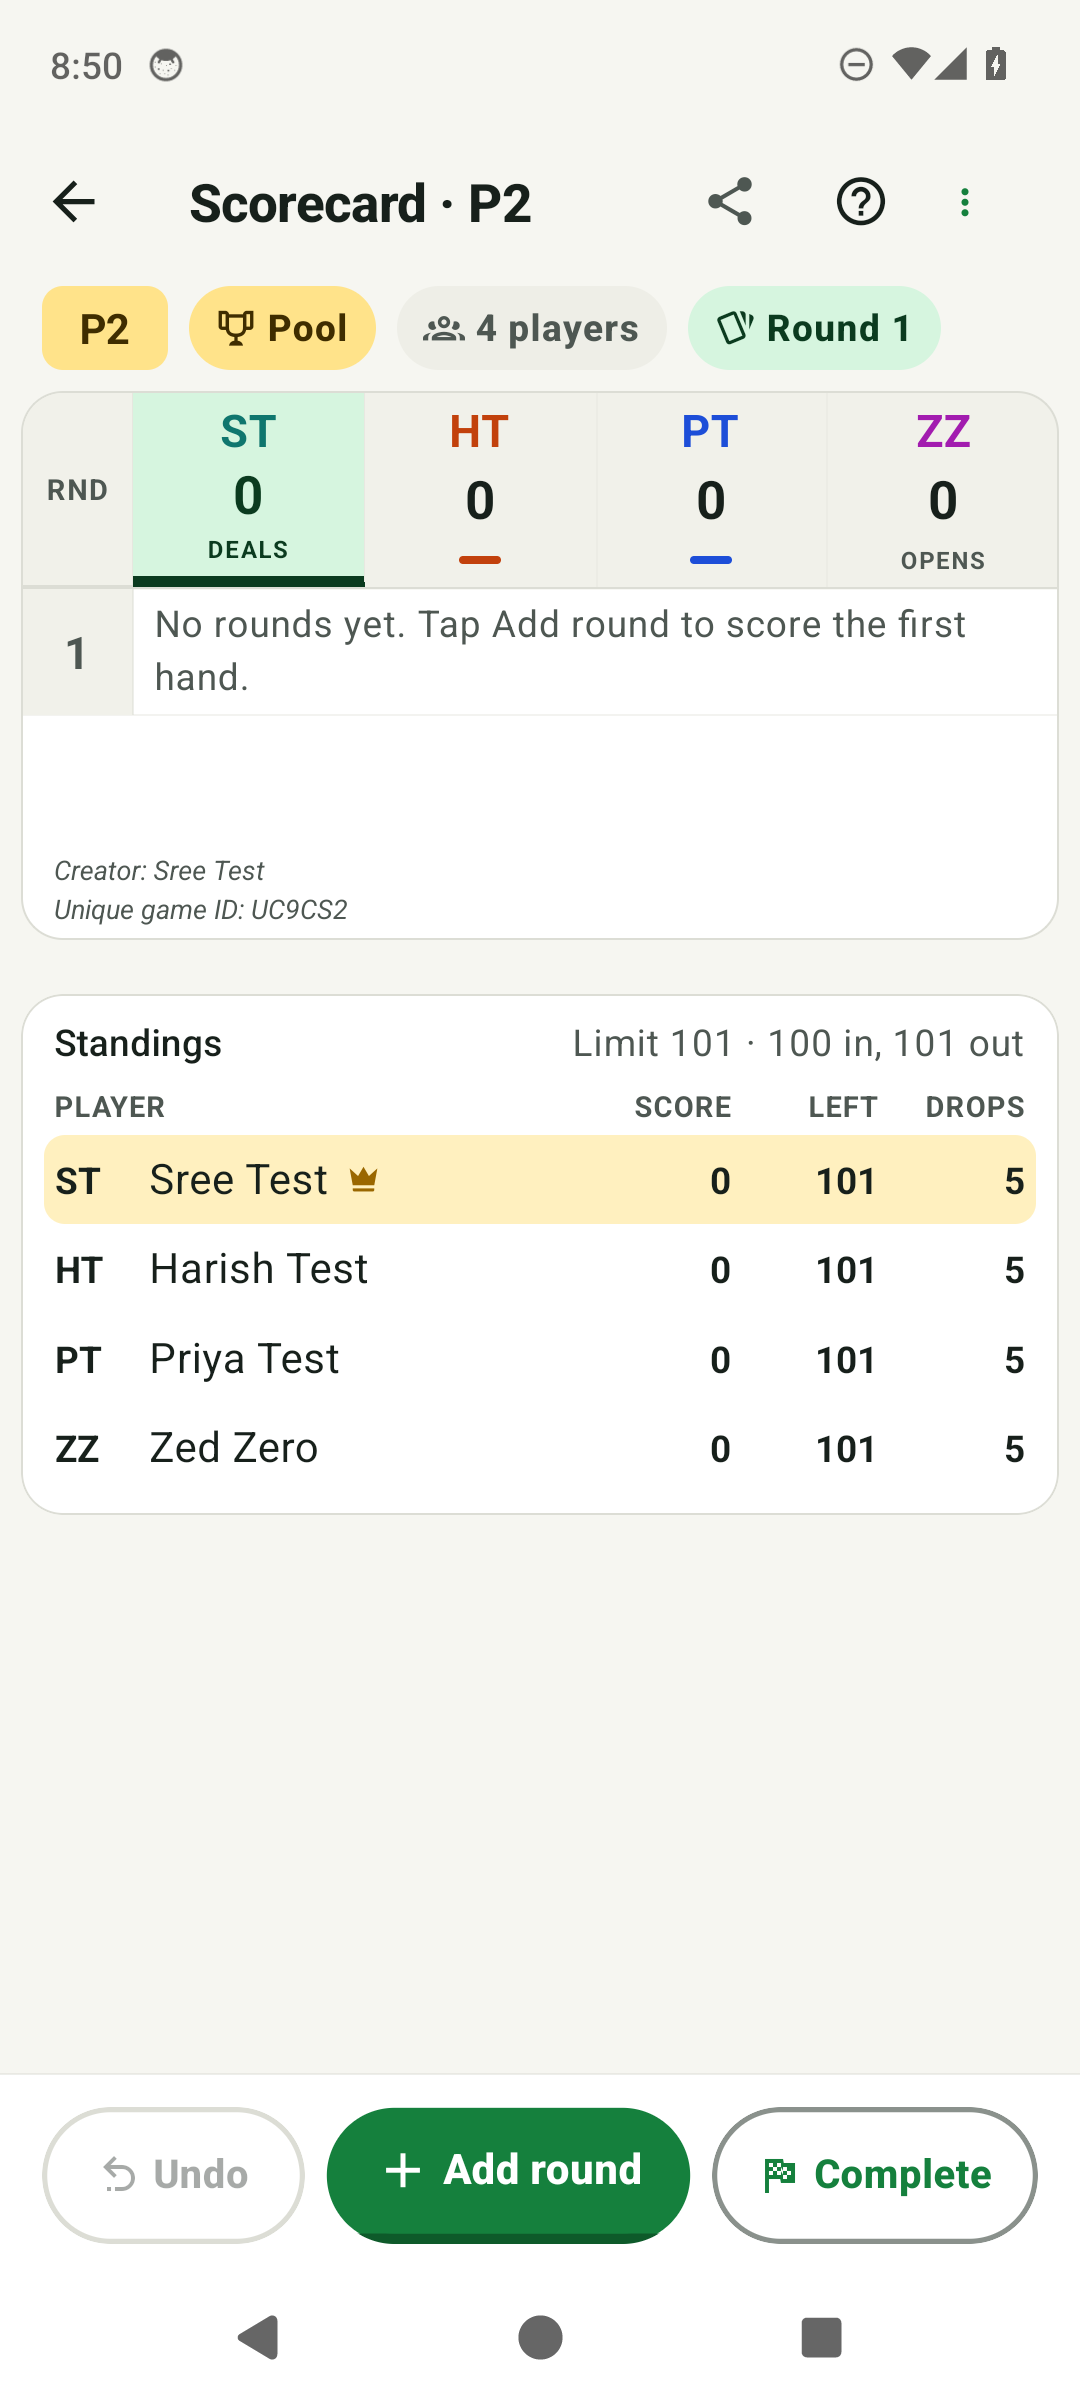 8:50
Scorecard · P2
P2
Pool
4 players
Round 1
RND
ST
HT
PT
ZZ
0
0
0
0
DEALS
OPENS
1
No rounds yet. Tap Add round to score the first
hand.
Creator: Sree Test
Unique game ID: UC9CS2
Standings
Limit 101 · 100 in, 101 out
PLAYER SCORE LEFT DROPS
ST Sree Test 0 101 5
HT Harish Test 0 101 5
PT Priya Test 0 101 5
ZZ Zed Zero 0 101 5
Undo
Add round
Complete